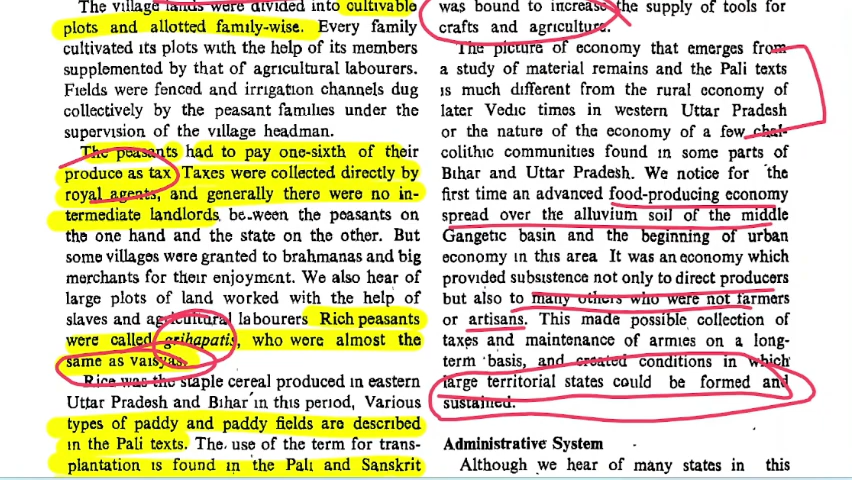 The village lands were divided into cultivable
plots and allotted family-wise. Every family
cultivated its plots with the help of its members
supplemented by that of agricultural labourers.
Fields were fenced and irrigation channels dug
collectively by the peasant families under the
supervision of the village headman.
The peasants had to pay one-sixth of their
produce as tax Taxes were collected directly by
royal agents, and generally there were no in-
termediate landlords be-ween the peasants on
the one hand and the state on the other. But
some villages were granted to brahmanas and big
merchants for their enjoyment. We also hear of
large plots of land worked with the help of
slaves and agricultural labourers Rich peasants
were called grihapatis, who were almost the
same as vaisyas.
Rice was the staple cereal produced in eastern
Uttar Pradesh and Bihar in this period, Various
types of paddy and paddy fields are described
in the Pali texts. The use of the term for trans-
plantation is found in the Pali and Sanskrit
was bound to increase the supply of tools for
crafts and agriculture.
The picture of economy that emerges from
a study of material remains and the Pali texts
is much different from the rural economy of
later Vedic times in western Uttar Pradesh
or the nature of the economy of a few chal-
colithic communities found in some parts of
Bihar and Uttar Pradesh. We notice for the
first time an advanced food-producing economy
spread over the alluvium soil of the middle
Gangetic basin and the beginning of urban
economy in this area It was an economy which
provided subsistence not only to direct producers
but also to many others who were not farmers
or artisans. This made possible collection of
taxes and maintenance of armies on a long-
term basis, and created conditions in which
large territorial states could be formed and
sustained.
Administrative System
Although we hear of many states in this